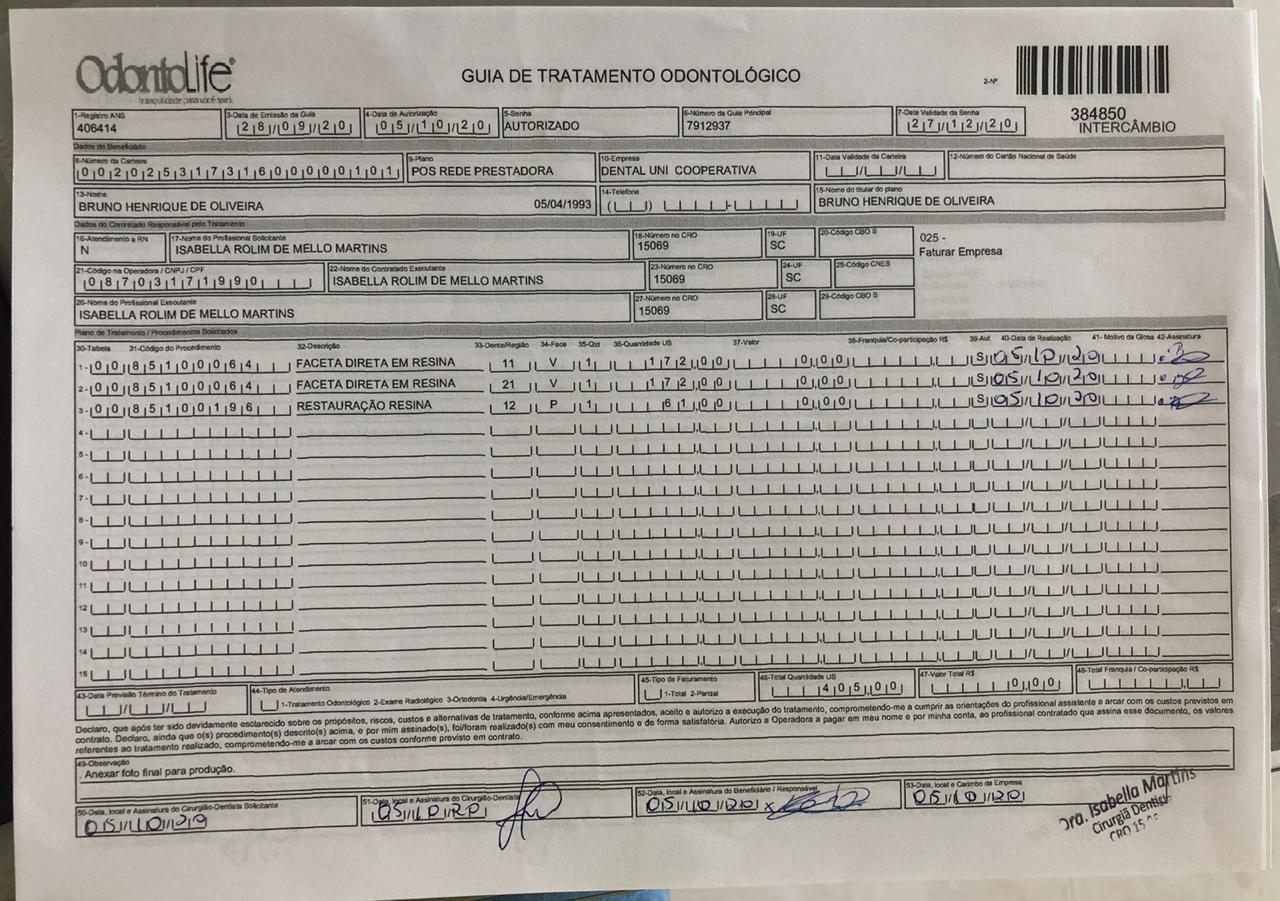 OdontoLife®
tranquilidade para você sorrir
GUIA DE TRATAMENTO ODONTOLÓGICO
2-Nº
384850
INTERCÂMBIO
1-Registro ANS
406414
3-Data de Emissão da Guia
28/09/20
4-Data de Autorização
05/10/20
5-Senha
AUTORIZADO
6-Número da Guia Principal
7912937
7-Data Validade da Senha
27/12/20
Dados do Beneficiário
8-Número da Carteira
00202531731600000101
9-Plano
POS REDE PRESTADORA
10-Empresa
DENTAL UNI COOPERATIVA
11-Data Validade da Carteira
12-Número do Cartão Nacional de Saúde
13-Nome
BRUNO HENRIQUE DE OLIVEIRA 05/04/1993
14-Telefone
15-Nome do titular do plano
BRUNO HENRIQUE DE OLIVEIRA
Dados do Contratado Responsável pelo Tratamento
16-Atendimento a RN
N
17-Nome do Profissional Solicitante
ISABELLA ROLIM DE MELLO MARTINS
18-Número no CRO
15069
19-UF
SC
20-Código CBO S
025 -
Faturar Empresa
21-Código na Operadora / CNPJ / CPF
08703171990
22-Nome do Contratado Executante
ISABELLA ROLIM DE MELLO MARTINS
23-Número no CRO
15069
24-UF
SC
25-Código CNES
26-Nome do Profissional Executante
ISABELLA ROLIM DE MELLO MARTINS
27-Número no CRO
15069
28-UF
SC
29-Código CBO S
Plano de Tratamento / Procedimentos Solicitados
30-Tabela 31-Código do Procedimento 32-Descrição 33-Dente/Região 34-Face 35-Qtd 36-Quantidade US 37-Valor 38-Franquia/Co-participação R$ 39-Aut 40-Data de Realização 41- Motivo da Glosa 42-Assinatura
1- 00 85100064 FACETA DIRETA EM RESINA 11 V 1 172,00 0,00 S 05/10/20
2- 00 85100064 FACETA DIRETA EM RESINA 21 V 1 172,00 0,00 S 05/10/20
3- 00 85100196 RESTAURAÇÃO RESINA 12 P 1 61,00 0,00 S 05/10/20
4-
5-
6-
7-
8-
9-
10
11
12
13
14
15
43-Data Previsão Término do Tratamento
44-Tipo de Atendimento
1-Tratamento Odontológico 2-Exame Radiológico 3-Ortodontia 4-Urgência/Emergência
45-Tipo de Faturamento
1-Total 2-Parcial
46-Total Quantidade US
405,00
47-Valor Total R$
0,00
48-Total Franquia / Co-participação R$
Declaro, que após ter sido devidamente esclarecido sobre os propósitos, riscos, custos e alternativas de tratamento, conforme acima apresentados, aceito e autorizo a execução do tratamento, comprometendo-me a cumprir as orientações do profissional assistente e arcar com os custos previstos em
contrato. Declaro, ainda que o(s) procedimento(s) descrito(s) acima, e por mim assinado(s), foi/foram realizado(s) com meu consentimento e de forma satisfatória. Autorizo a Operadora a pagar em meu nome e por minha conta, ao profissional contratado que assina esse documento, os valores
referentes ao tratamento realizado, comprometendo-me a arcar com os custos conforme previsto em contrato.
49-Observação
. Anexar foto final para produção.
50-Data, local e Assinatura do Cirurgião-Dentista Solicitante
05/10/20
51-Data, local e Assinatura do Cirurgião-Dentista
05/10/20
52-Data, local e Assinatura do Beneficiário / Responsável
05/10/20 x
53-Data, local e Carimbo da Empresa
05/10/20
Dra. Isabella Martins
Cirurgiã Dentist
CRO 15